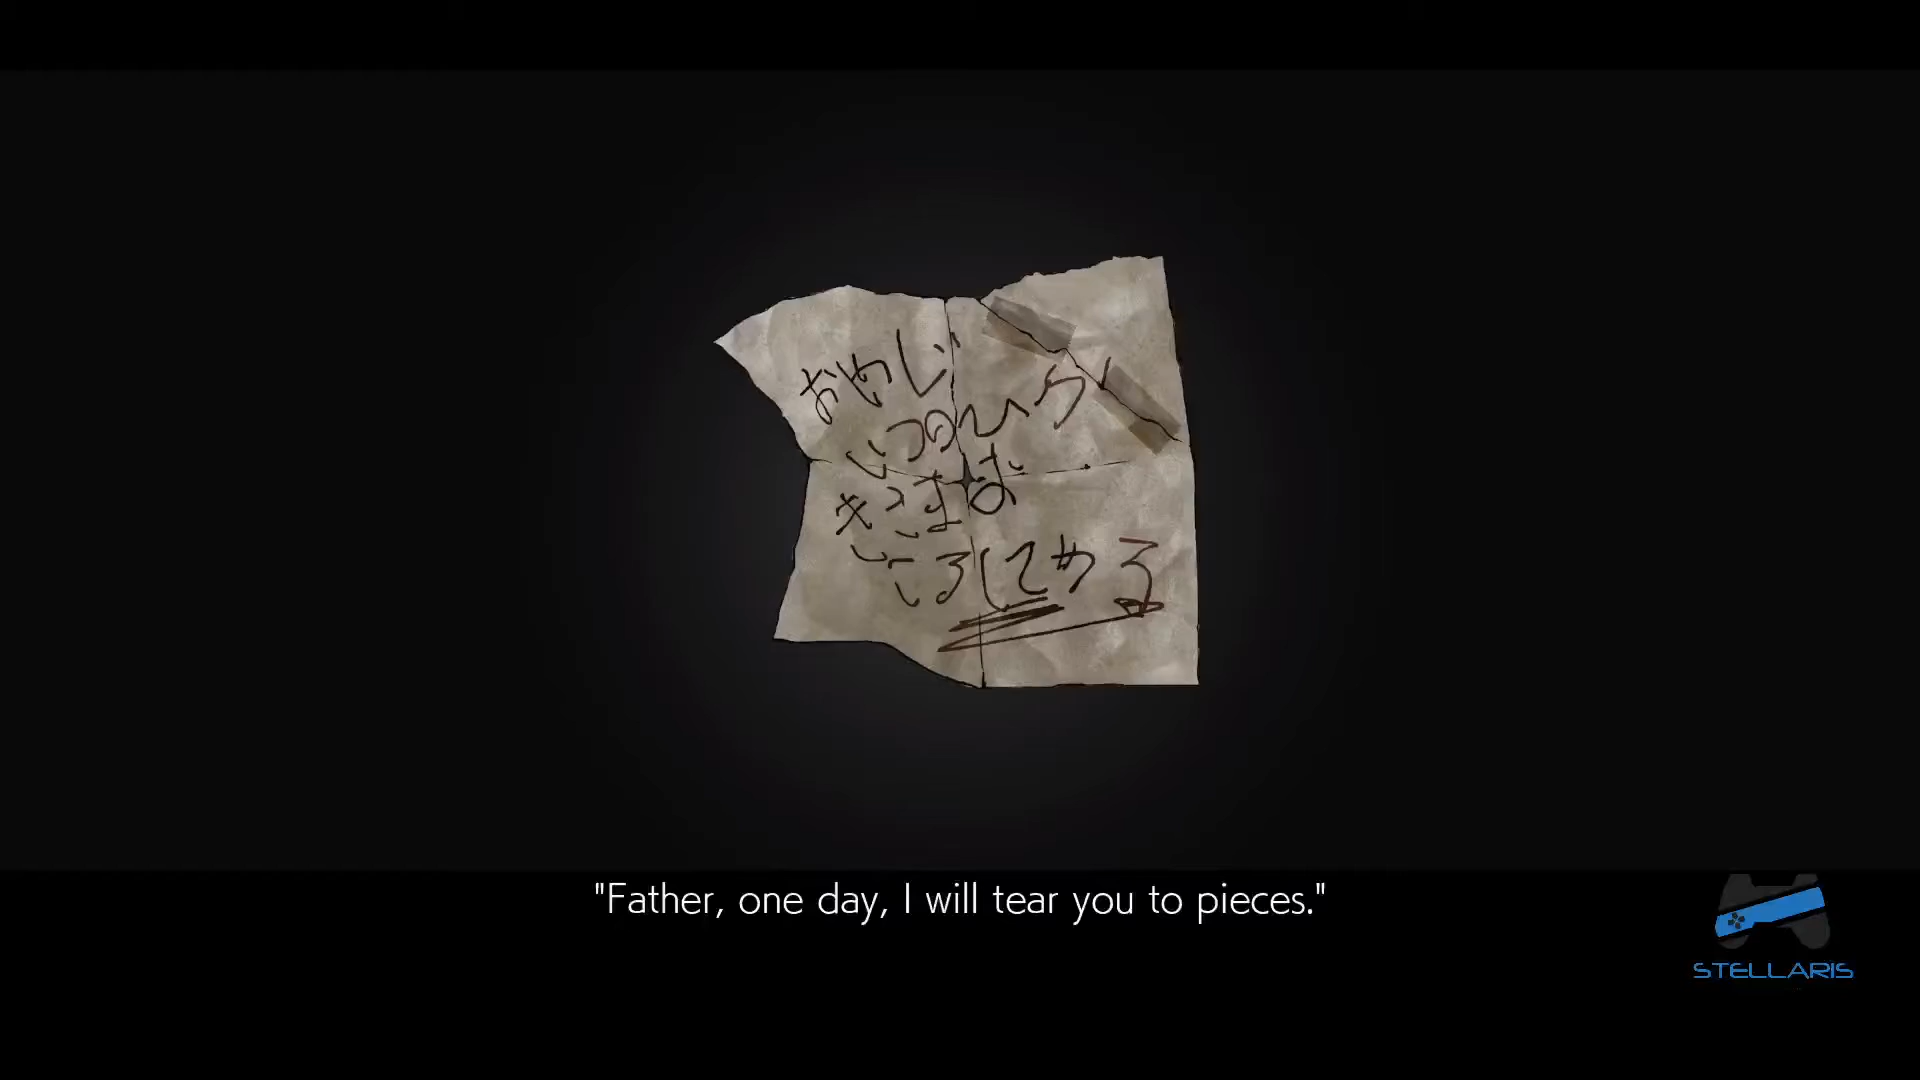 おやじ
いつのひか
きさまを
ころしてやる
"Father, one day, I will tear you to pieces."
STELLARIS